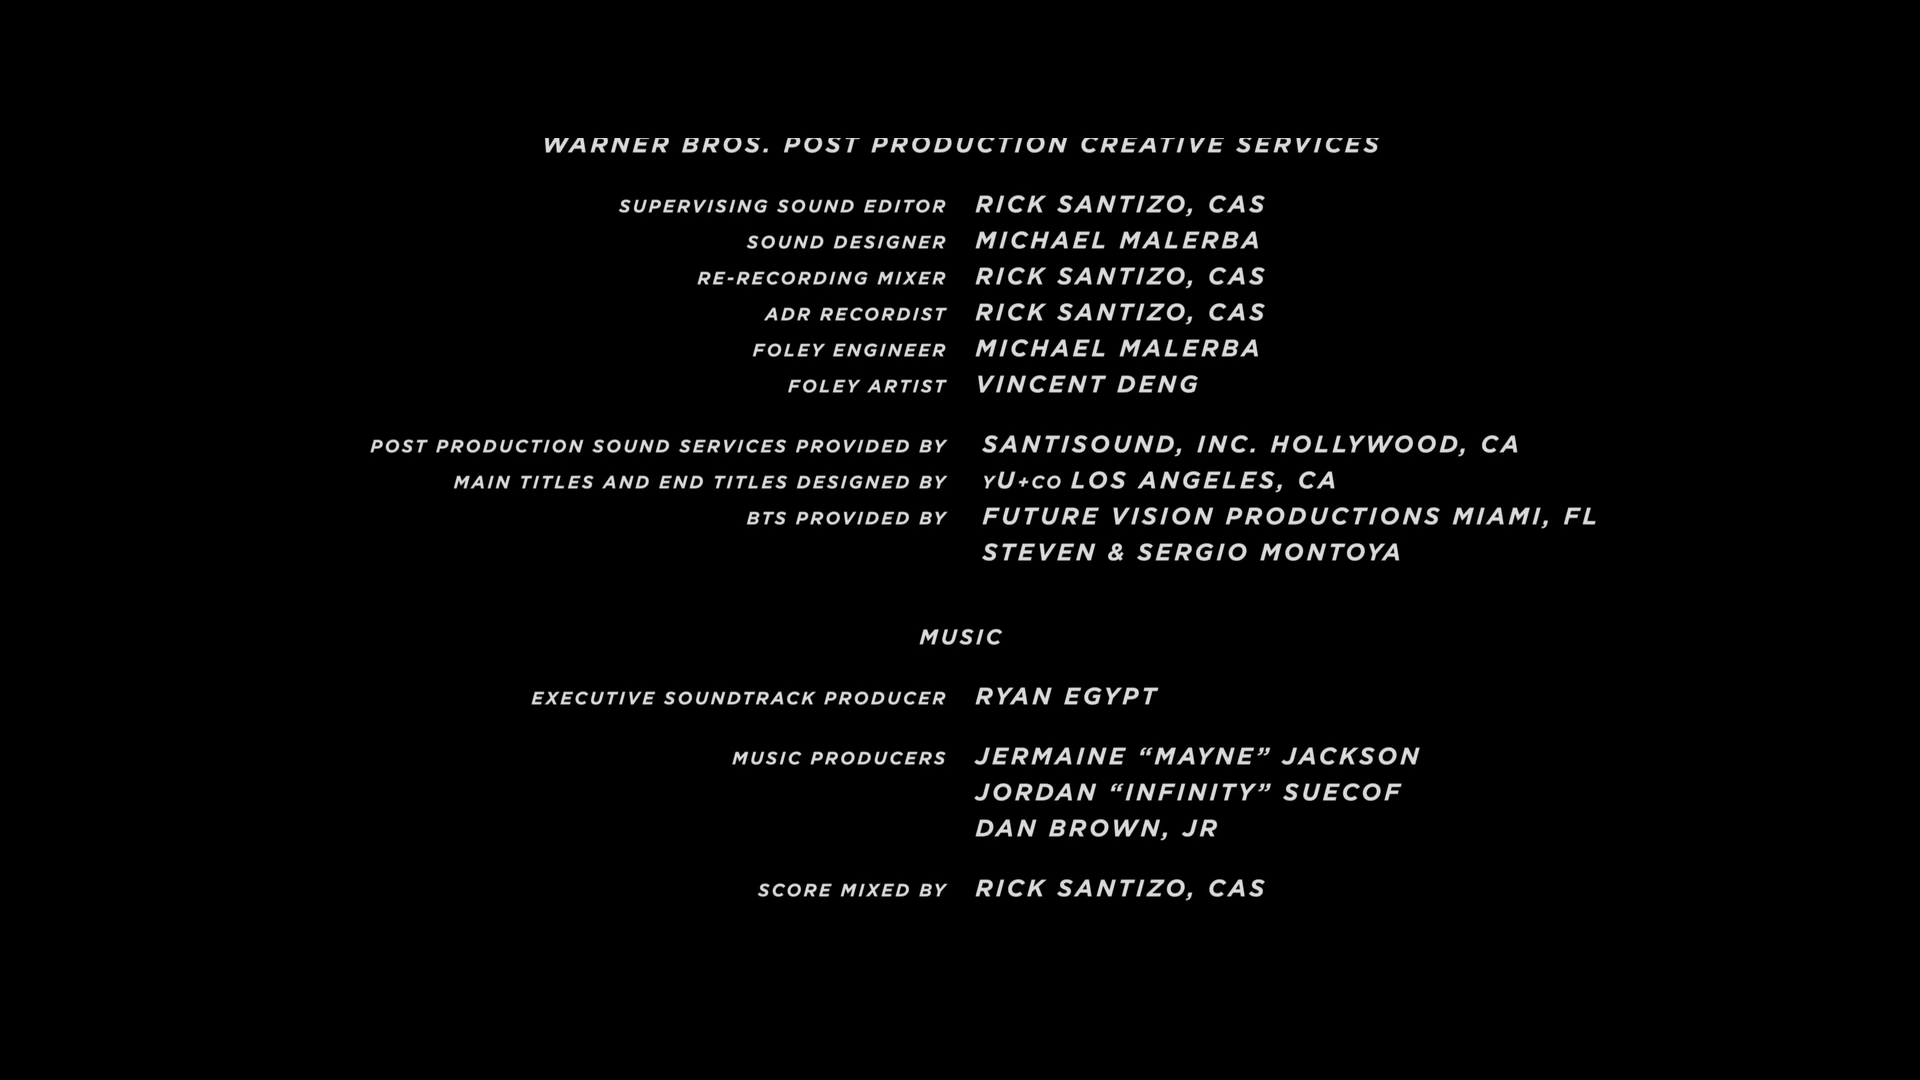 WARNER BROS. POST PRODUCTION CREATIVE SERVICES
SUPERVISING SOUND EDITOR RICK SANTIZO, CAS
SOUND DESIGNER MICHAEL MALERBA
RE-RECORDING MIXER RICK SANTIZO, CAS
ADR RECORDIST RICK SANTIZO, CAS
FOLEY ENGINEER MICHAEL MALERBA
FOLEY ARTIST VINCENT DENG
POST PRODUCTION SOUND SERVICES PROVIDED BY SANTISOUND, INC. HOLLYWOOD, CA
MAIN TITLES AND END TITLES DESIGNED BY yU+CO LOS ANGELES, CA
BTS PROVIDED BY FUTURE VISION PRODUCTIONS MIAMI, FL
STEVEN & SERGIO MONTOYA
MUSIC
EXECUTIVE SOUNDTRACK PRODUCER RYAN EGYPT
MUSIC PRODUCERS JERMAINE “MAYNE” JACKSON
JORDAN “INFINITY” SUECOF
DAN BROWN, JR
SCORE MIXED BY RICK SANTIZO, CAS